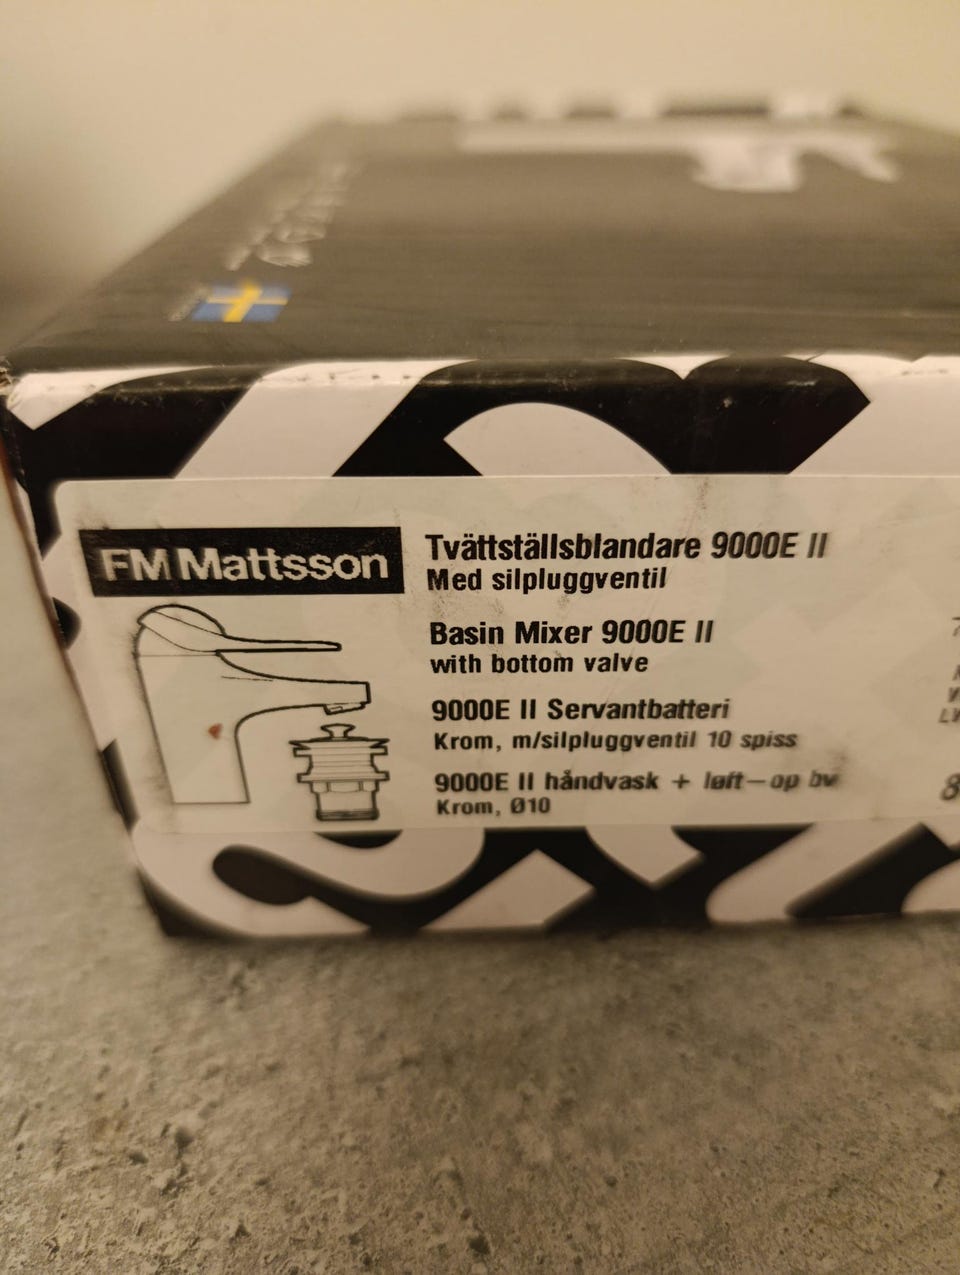 FM Mattsson
Tvättställsblandare 9000E II
Med silpluggventil
Basin Mixer 9000E II
with bottom valve
9000E II Servantbatteri
Krom, m/silpluggventil 10 spiss
9000E II håndvask + løft-op bv
Krom, Ø10